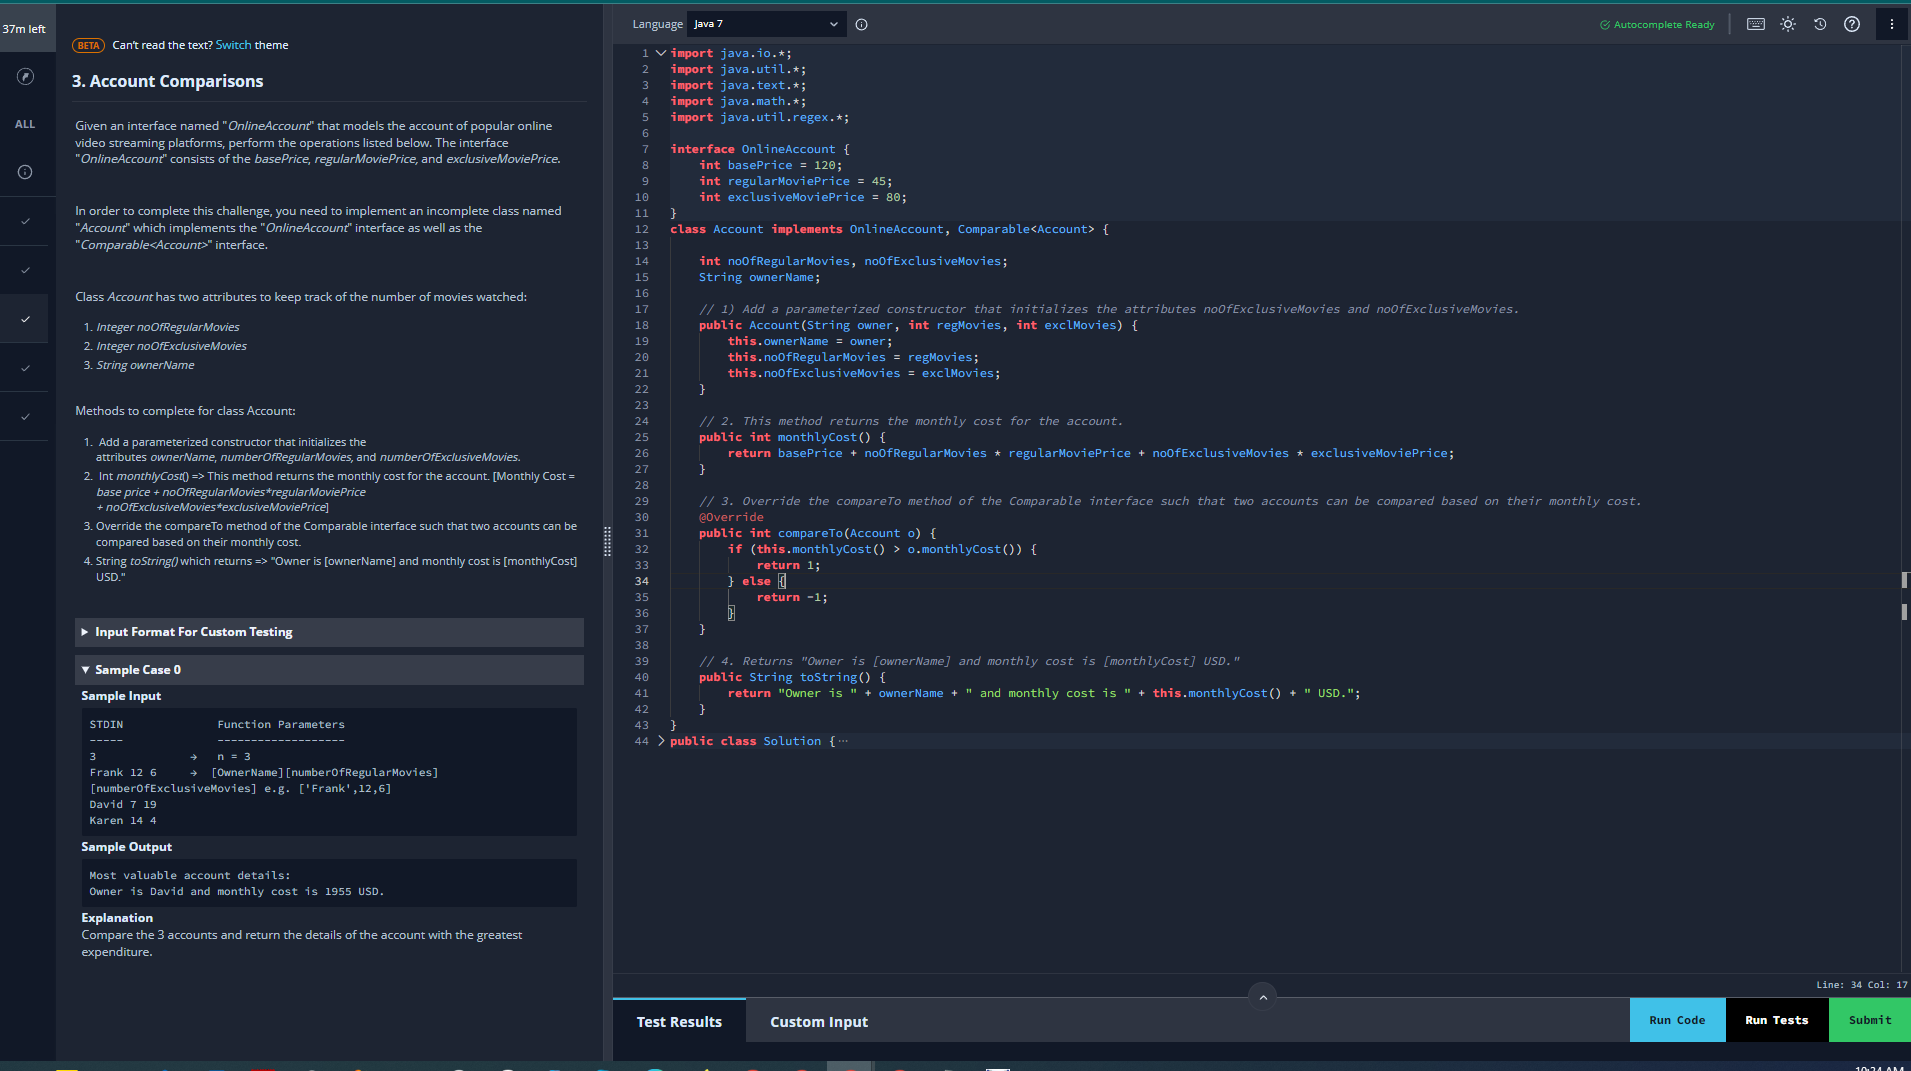 37m left
BETA Can't read the text? Switch theme
3. Account Comparisons
ALL
Given an interface named "OnlineAccount" that models the account of popular online
video streaming platforms, perform the operations listed below. The interface
"OnlineAccount" consists of the basePrice, regularMoviePrice, and exclusiveMoviePrice.
In order to complete this challenge, you need to implement an incomplete class named
"Account" which implements the "OnlineAccount" interface as well as the
"Comparable<Account>" interface.
Class Account has two attributes to keep track of the number of movies watched:
1. Integer noOfRegularMovies
2. Integer noOfExclusiveMovies
3. String ownerName
Methods to complete for class Account:
1. Add a parameterized constructor that initializes the
attributes ownerName, numberOfRegularMovies, and numberOfExclusiveMovies.
2. Int monthlyCost() => This method returns the monthly cost for the account. [Monthly Cost =
base price + noOfRegularMovies*regularMoviePrice
+ noOfExclusiveMovies*exclusiveMoviePrice]
3. Override the compareTo method of the Comparable interface such that two accounts can be
compared based on their monthly cost.
4. String toString() which returns => "Owner is [ownerName] and monthly cost is [monthlyCost]
USD."
Input Format For Custom Testing
Sample Case 0
Sample Input
STDIN Function Parameters
----- -------------------
3 → n = 3
Frank 12 6 → [OwnerName][numberOfRegularMovies]
[numberOfExclusiveMovies] e.g. ['Frank',12,6]
David 7 19
Karen 14 4
Sample Output
Most valuable account details:
Owner is David and monthly cost is 1955 USD.
Explanation
Compare the 3 accounts and return the details of the account with the greatest
expenditure.
Language Java 7
Autocomplete Ready
1 import java.io.*;
2 import java.util.*;
3 import java.text.*;
4 import java.math.*;
5 import java.util.regex.*;
6
7 interface OnlineAccount {
8 int basePrice = 120;
9 int regularMoviePrice = 45;
10 int exclusiveMoviePrice = 80;
11 }
12 class Account implements OnlineAccount, Comparable<Account> {
13
14 int noOfRegularMovies, noOfExclusiveMovies;
15 String ownerName;
16
17 // 1) Add a parameterized constructor that initializes the attributes noOfExclusiveMovies and noOfExclusiveMovies.
18 public Account(String owner, int regMovies, int exclMovies) {
19 this.ownerName = owner;
20 this.noOfRegularMovies = regMovies;
21 this.noOfExclusiveMovies = exclMovies;
22 }
23
24 // 2. This method returns the monthly cost for the account.
25 public int monthlyCost() {
26 return basePrice + noOfRegularMovies * regularMoviePrice + noOfExclusiveMovies * exclusiveMoviePrice;
27 }
28
29 // 3. Override the compareTo method of the Comparable interface such that two accounts can be compared based on their monthly cost.
30 @Override
31 public int compareTo(Account o) {
32 if (this.monthlyCost() > o.monthlyCost()) {
33 return 1;
34 } else {
35 return -1;
36 }
37 }
38
39 // 4. Returns "Owner is [ownerName] and monthly cost is [monthlyCost] USD."
40 public String toString() {
41 return "Owner is " + ownerName + " and monthly cost is " + this.monthlyCost() + " USD.";
42 }
43 }
44 public class Solution {⋯
Line: 34 Col: 17
Test Results
Custom Input
Run Code
Run Tests
Submit